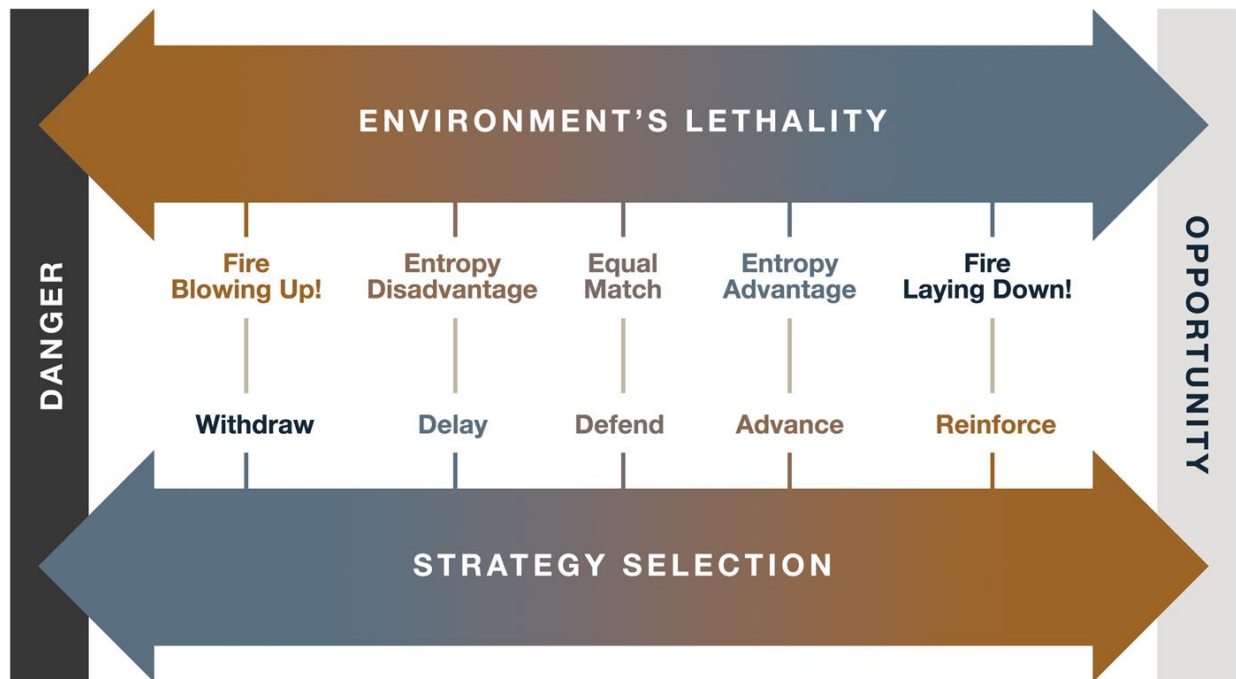 ENVIRONMENT’S LETHALITY
DANGER
Fire
Blowing Up!
Entropy
Disadvantage
Equal
Match
Entropy
Advantage
Fire
Laying Down!
OPPORTUNITY
Withdraw
Delay
Defend
Advance
Reinforce
STRATEGY SELECTION